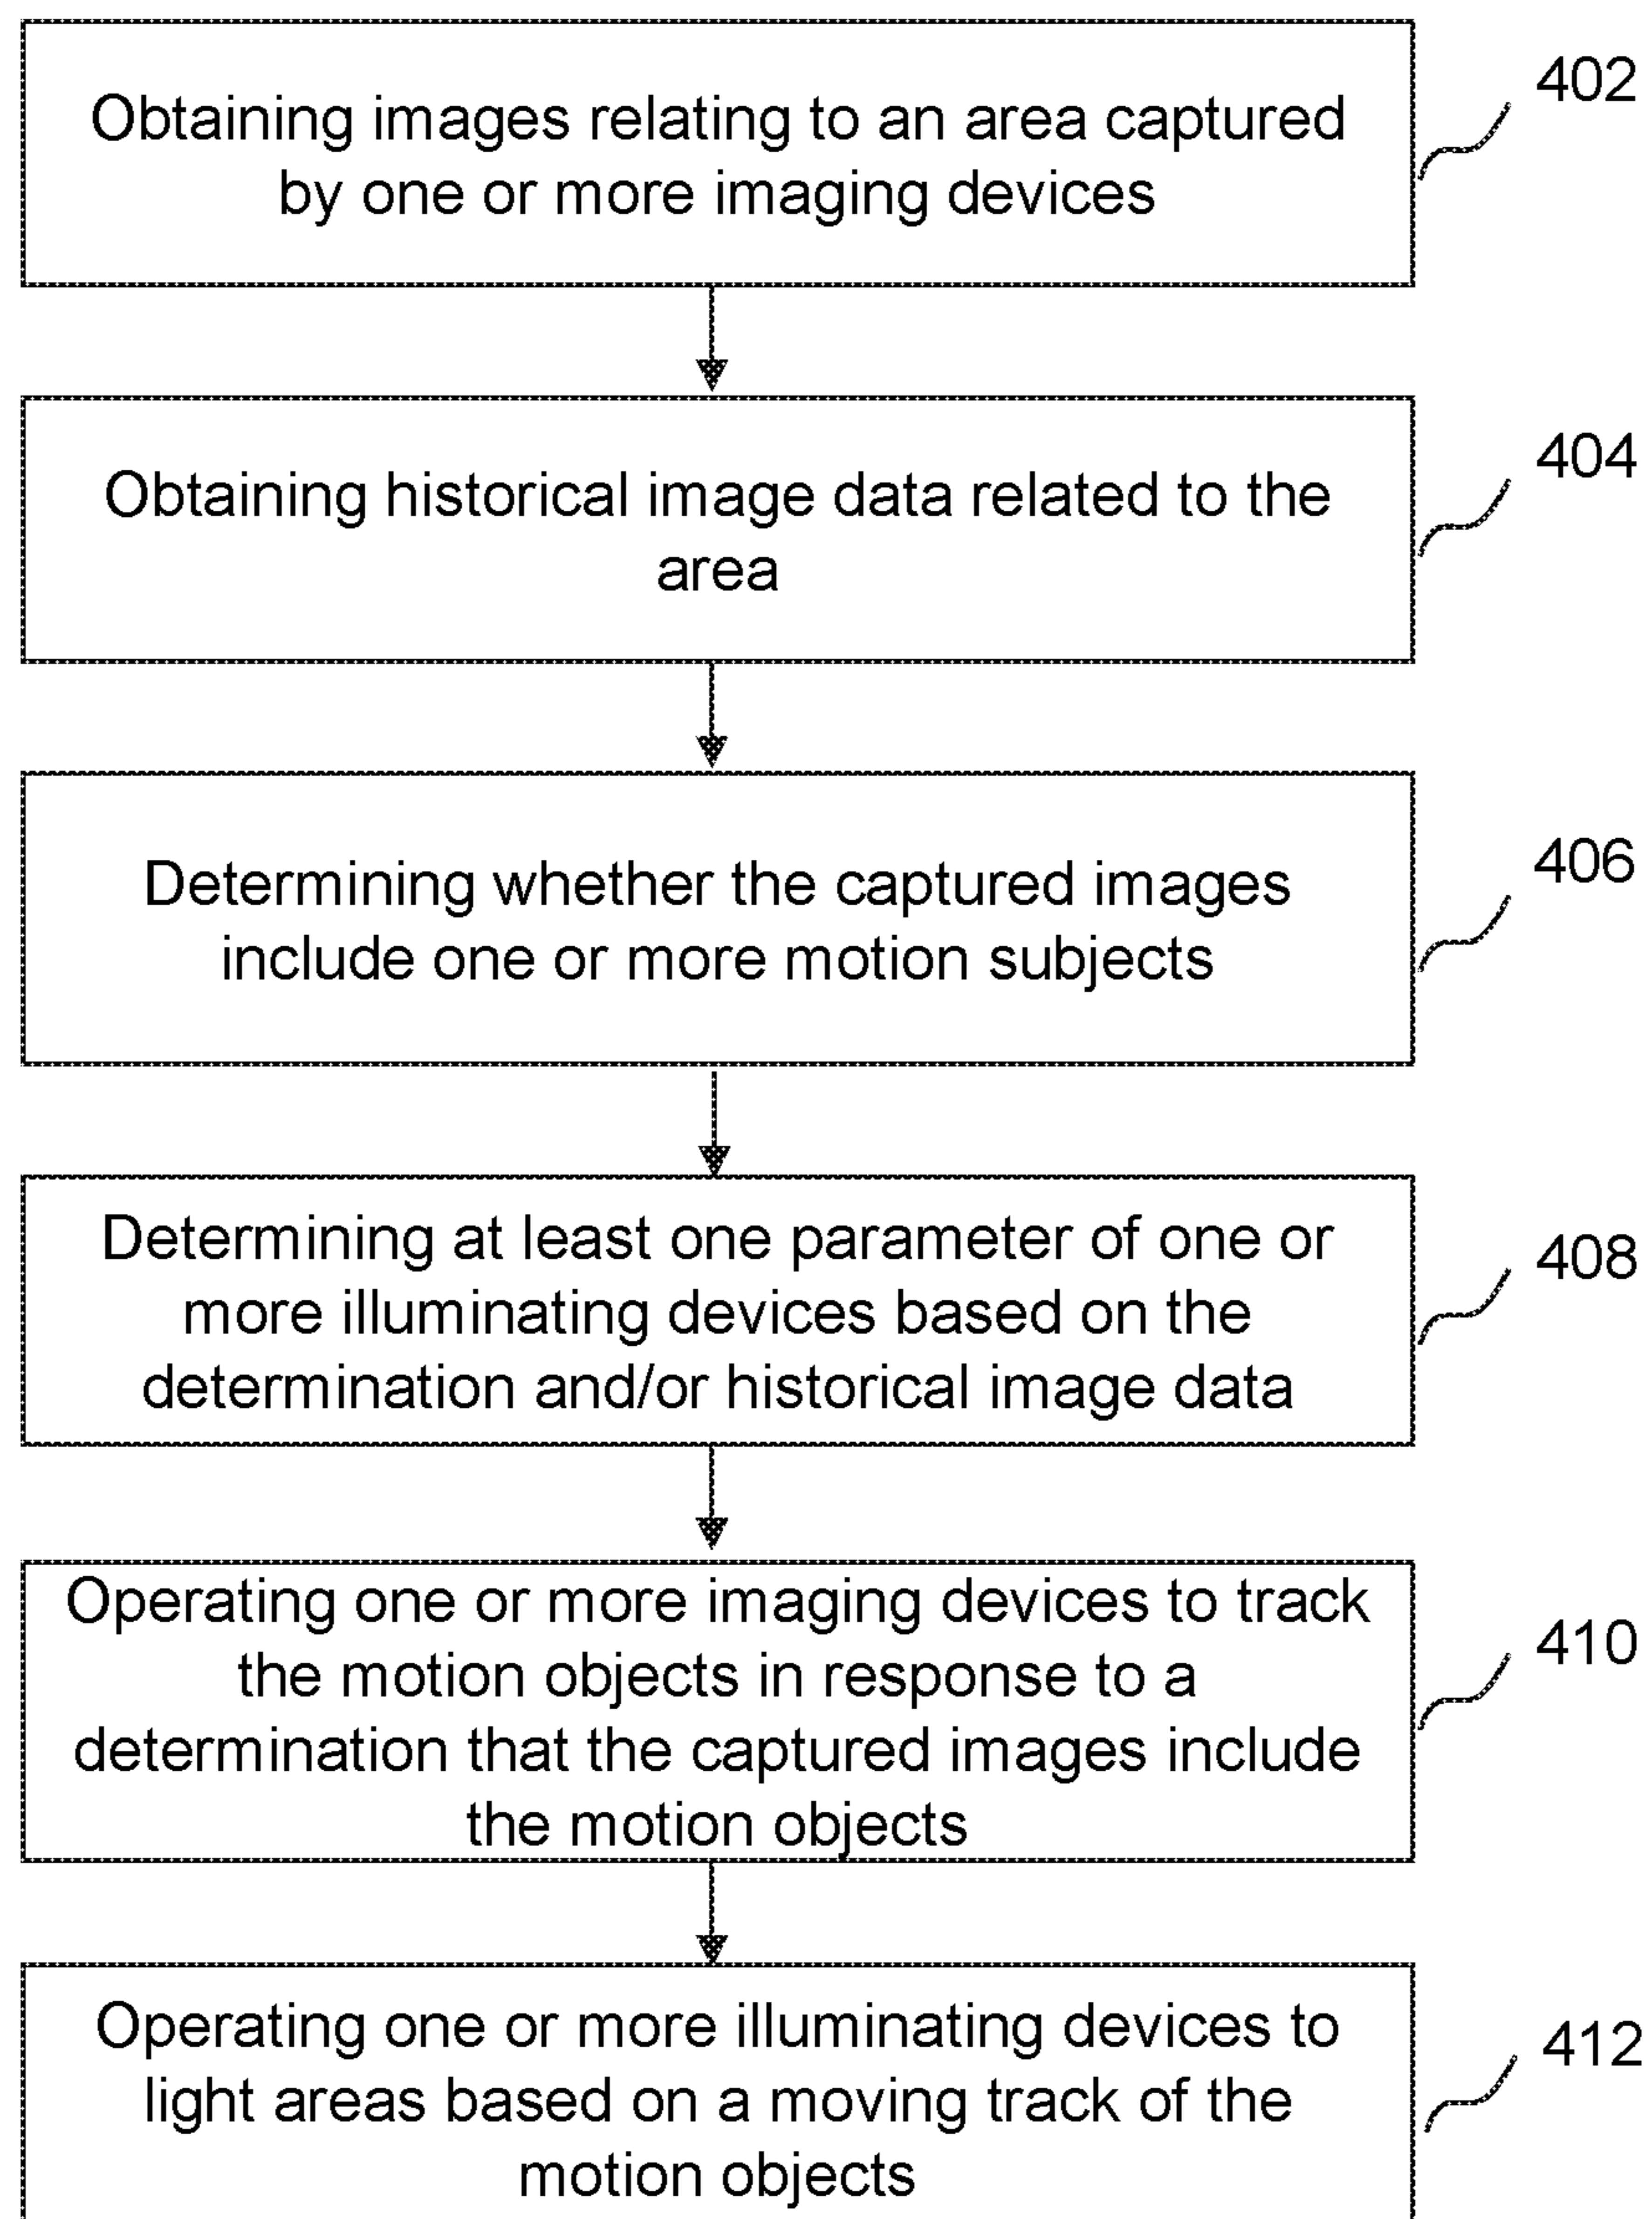 Obtaining images relating to an area captured
by one or more imaging devices
402
Obtaining historical image data related to the
area
404
Determining whether the captured images
include one or more motion subjects
406
Determining at least one parameter of one or
more illuminating devices based on the
determination and/or historical image data
408
Operating one or more imaging devices to track
the motion objects in response to a
determination that the captured images include
the motion objects
410
Operating one or more illuminating devices to
light areas based on a moving track of the
motion objects
412